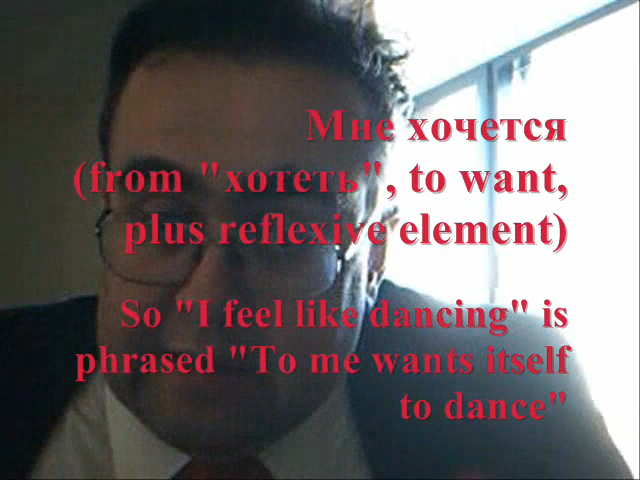 Мне хочется
(from "хотеть", to want,
plus reflexive element)
So "I feel like dancing" is
phrased "To me wants itself
to dance"